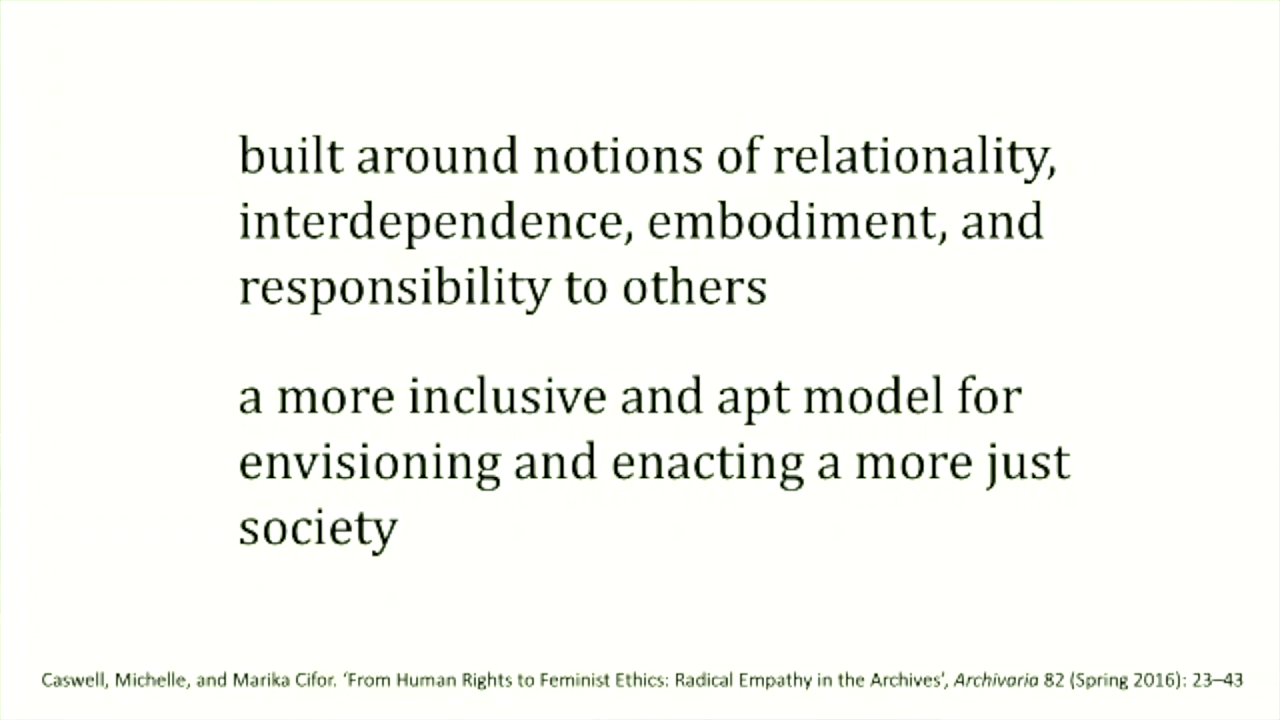 built around notions of relationality,
interdependence, embodiment, and
responsibility to others
a more inclusive and apt model for
envisioning and enacting a more just
society
Caswell, Michelle, and Marika Cifor. ‘From Human Rights to Feminist Ethics: Radical Empathy in the Archives’, Archivaria 82 (Spring 2016): 23–43